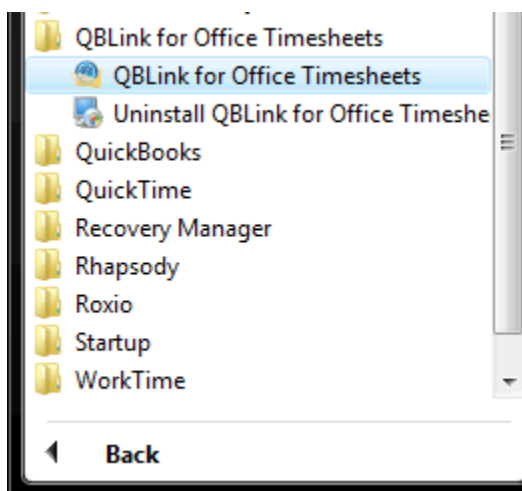 QBLink for Office Timesheets
QBLink for Office Timesheets
Uninstall QBLink for Office Timeshe
QuickBooks
QuickTime
Recovery Manager
Rhapsody
Roxio
Startup
WorkTime
Back